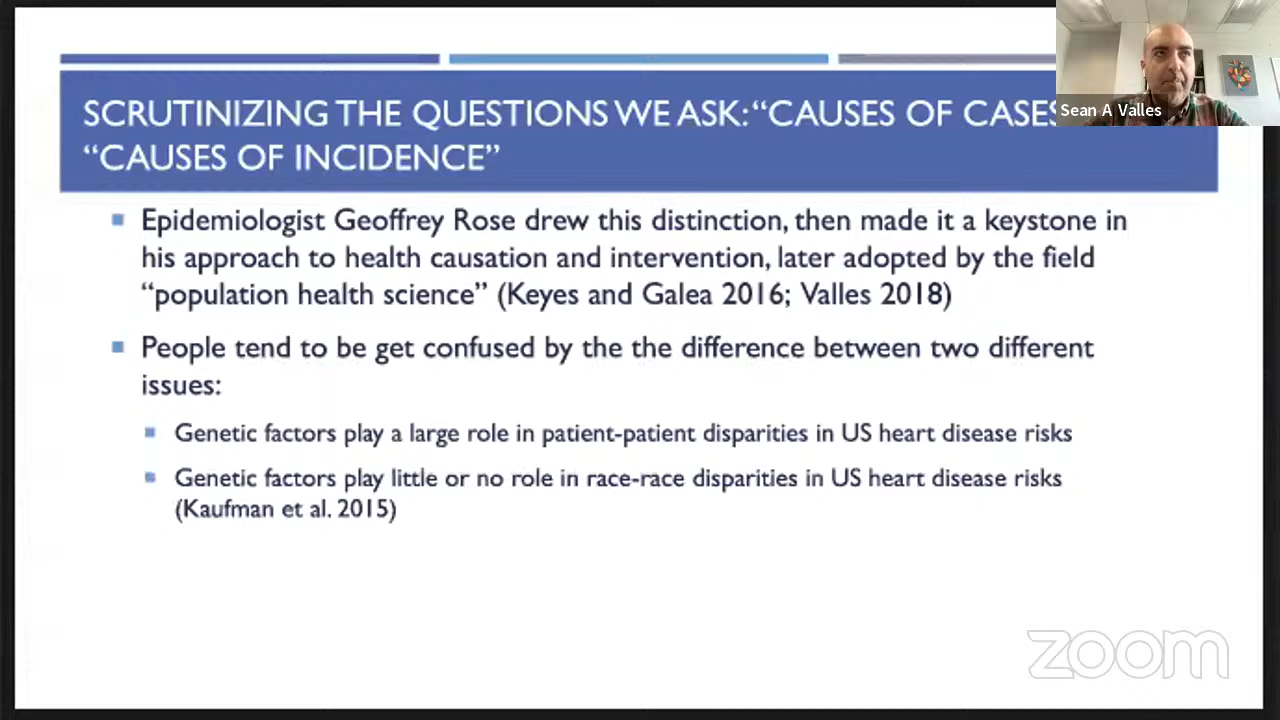 SCRUTINIZING THE QUESTIONS WE ASK: “CAUSES OF CASES
“CAUSES OF INCIDENCE”
Sean A Valles
Epidemiologist Geoffrey Rose drew this distinction, then made it a keystone in
his approach to health causation and intervention, later adopted by the field
“population health science” (Keyes and Galea 2016; Valles 2018)
People tend to be get confused by the the difference between two different
issues:
Genetic factors play a large role in patient-patient disparities in US heart disease risks
Genetic factors play little or no role in race-race disparities in US heart disease risks
(Kaufman et al. 2015)
zoom